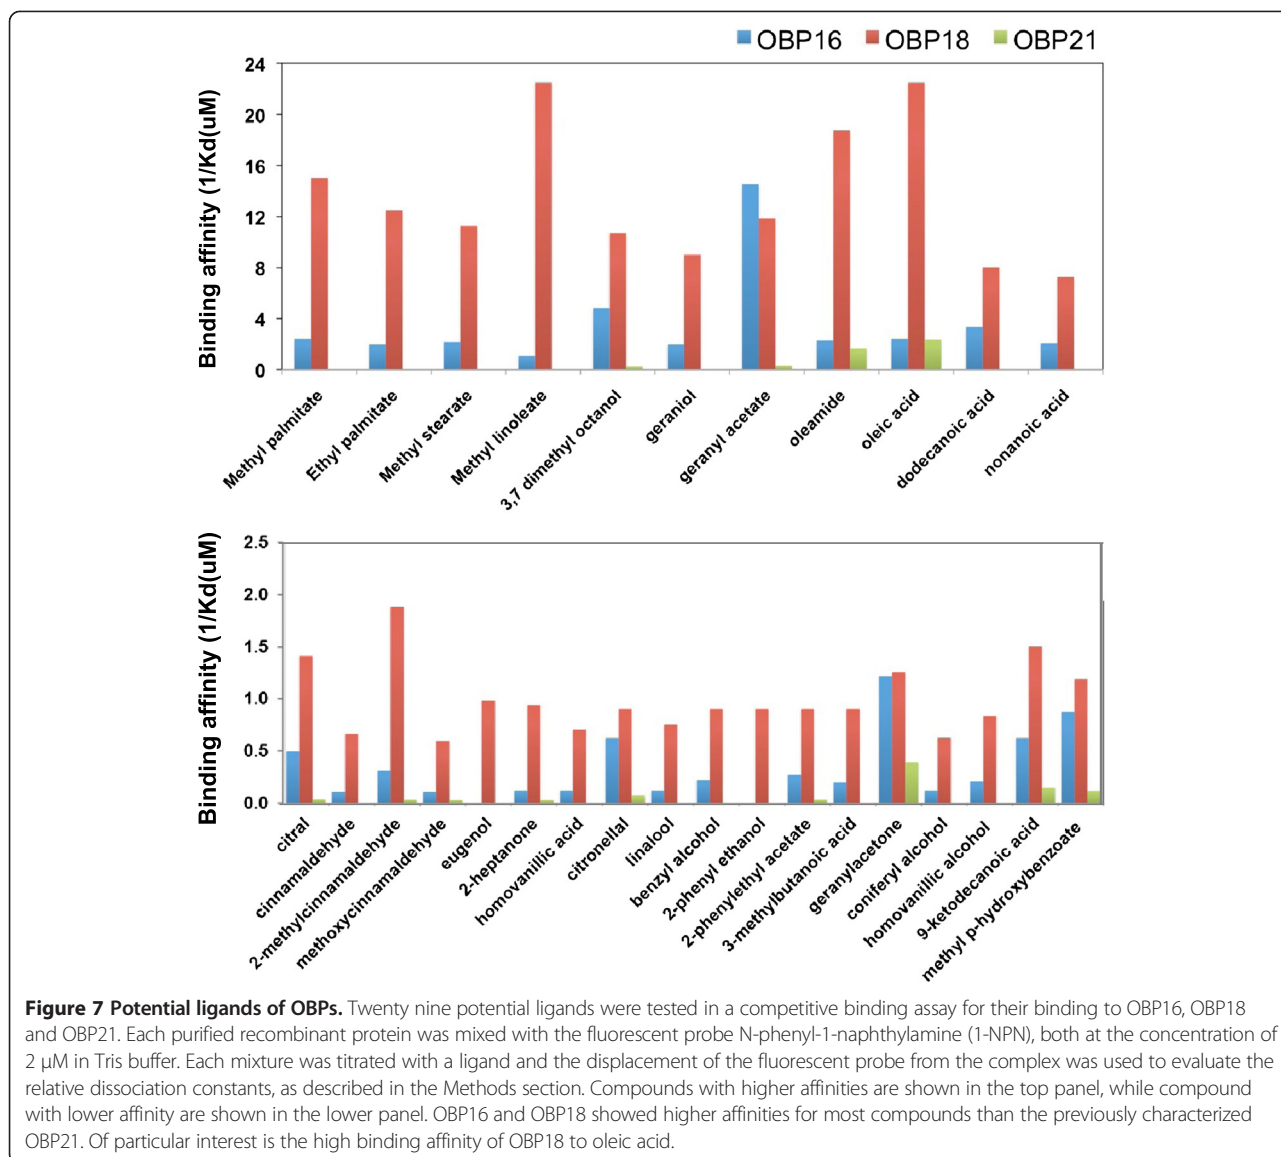 OBP16 OBP18 OBP21
Binding affinity (1/Kd(uM)
24
20
16
12
8
4
0
Methyl palmitate
Ethyl palmitate
Methyl stearate
Methyl linoleate
3,7 dimethyl octanol
geraniol
geranyl acetate
oleamide
oleic acid
dodecanoic acid
nonanoic acid
Binding affinity (1/Kd(uM)
2.5
2.0
1.5
1.0
0.5
0.0
citral
cinnamaldehyde
2-methylcinnamaldehyde
methoxycinnamaldehyde
eugenol
2-heptanone
homovanillic acid
citronellal
linalool
benzyl alcohol
2-phenyl ethanol
2-phenylethyl acetate
3-methylbutanoic acid
geranylacetone
coniferyl alcohol
homovanillic alcohol
9-ketodecanoic acid
methyl p-hydroxybenzoate
Figure 7 Potential ligands of OBPs. Twenty nine potential ligands were tested in a competitive binding assay for their binding to OBP16, OBP18
and OBP21. Each purified recombinant protein was mixed with the fluorescent probe N-phenyl-1-naphthylamine (1-NPN), both at the concentration of
2 μM in Tris buffer. Each mixture was titrated with a ligand and the displacement of the fluorescent probe from the complex was used to evaluate the
relative dissociation constants, as described in the Methods section. Compounds with higher affinities are shown in the top panel, while compound
with lower affinity are shown in the lower panel. OBP16 and OBP18 showed higher affinities for most compounds than the previously characterized
OBP21. Of particular interest is the high binding affinity of OBP18 to oleic acid.